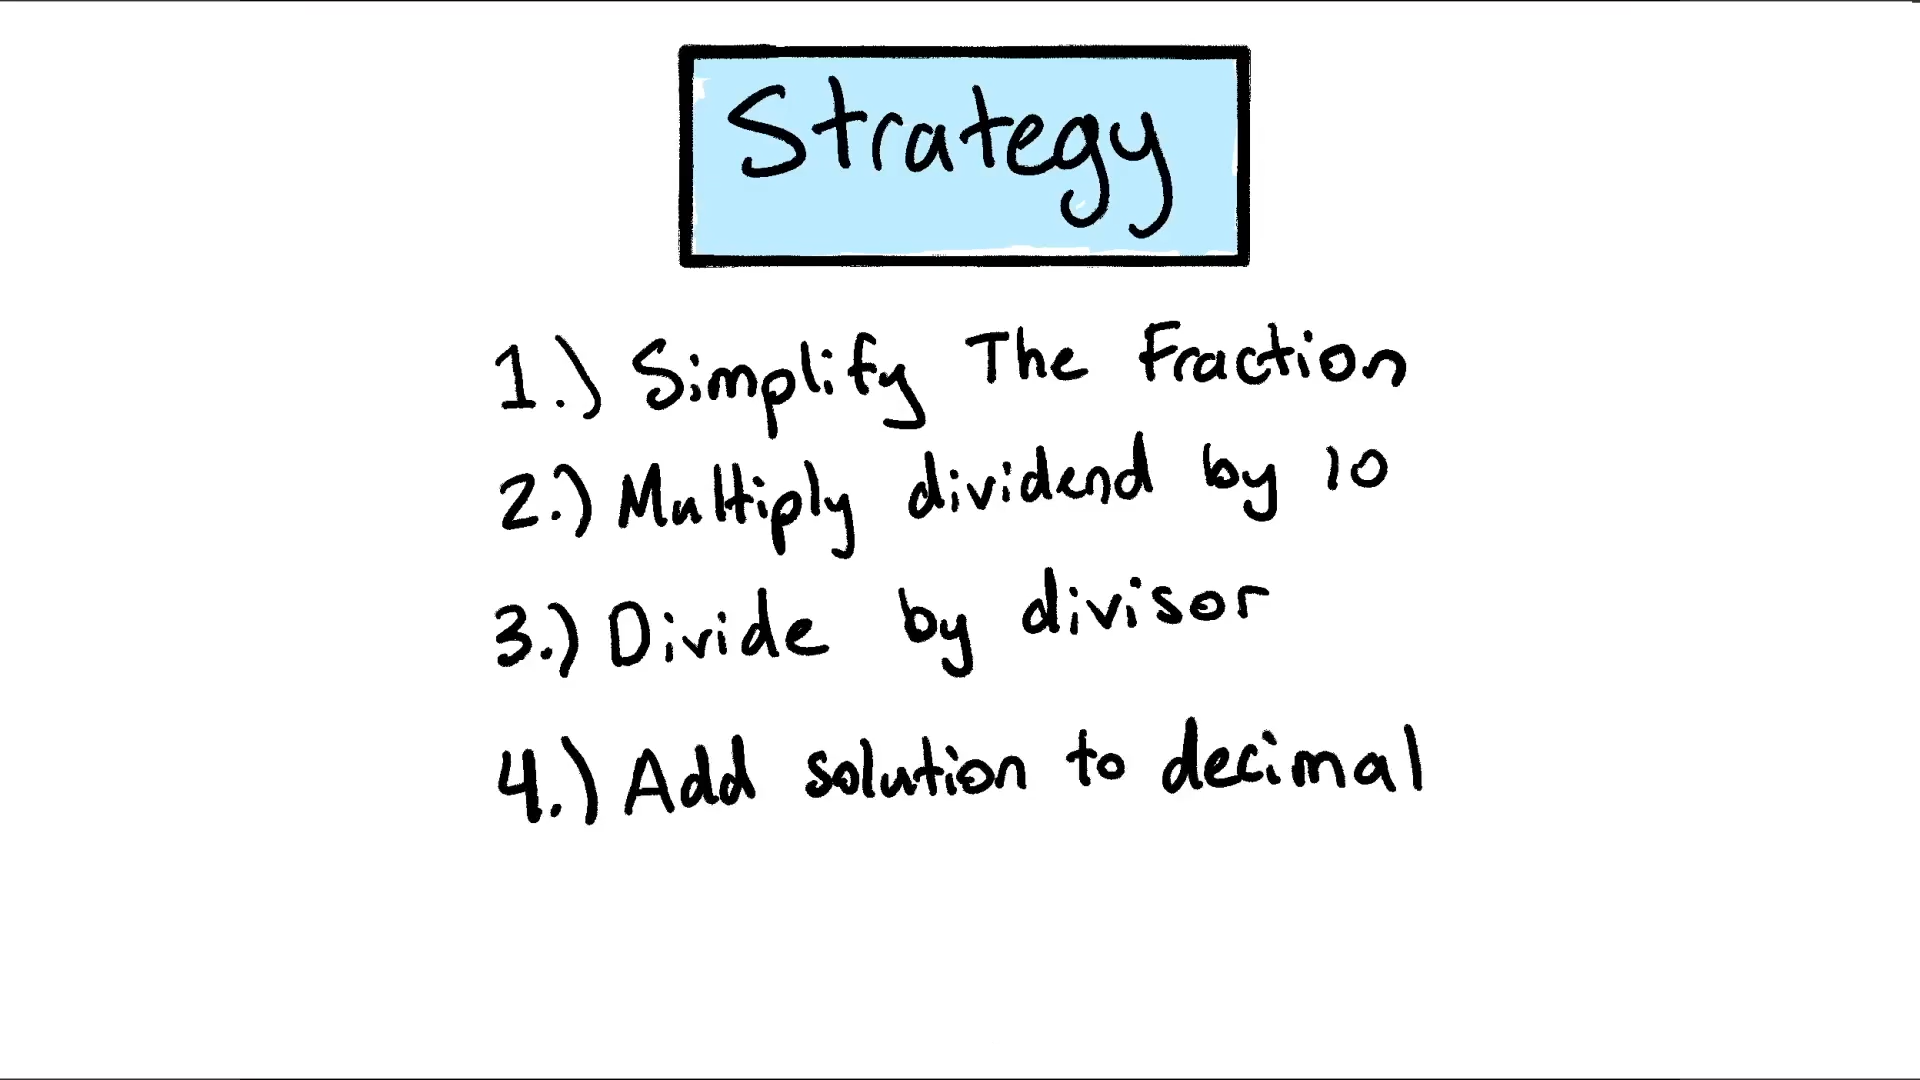 Strategy
1.) Simplify The Fraction
2.) Multiply dividend by 10
3.) Divide by divisor
4.) Add solution to decimal